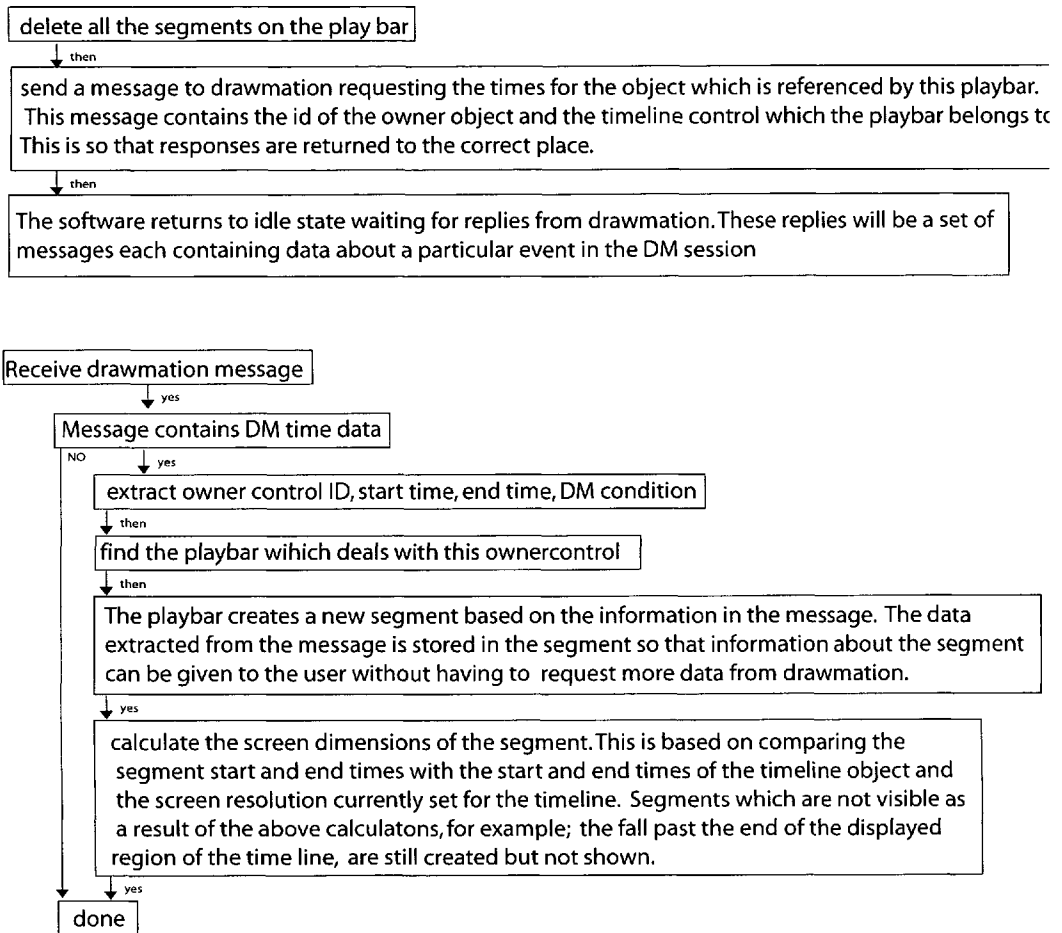 delete all the segments on the play bar
then
send a message to drawmation requesting the times for the object which is referenced by this playbar.
This message contains the id of the owner object and the timeline control which the playbar belongs to
This is so that responses are returned to the correct place.
then
The software returns to idle state waiting for replies from drawmation. These replies will be a set of
messages each containing data about a particular event in the DM session
Receive drawmation message
yes
Message contains DM time data
NO
yes
extract owner control ID, start time, end time, DM condition
then
find the playbar wihich deals with this ownercontrol
then
The playbar creates a new segment based on the information in the message. The data
extracted from the message is stored in the segment so that information about the segment
can be given to the user without having to request more data from drawmation.
yes
calculate the screen dimensions of the segment. This is based on comparing the
segment start and end times with the start and end times of the timeline object and
the screen resolution currently set for the timeline. Segments which are not visible as
a result of the above calculatons, for example; the fall past the end of the displayed
region of the time line, are still created but not shown.
yes
done